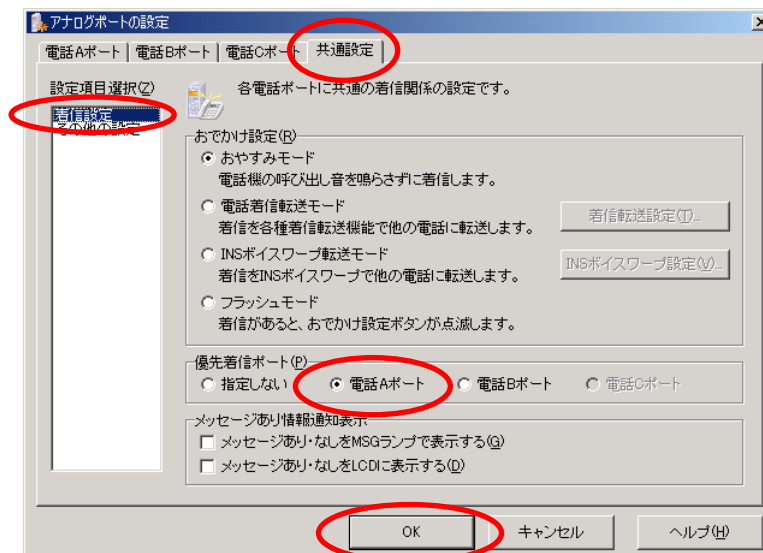 アナログポートの設定
電話Aポート 電話Bポート 電話Cポート 共通設定
設定項目選択(Z)
着信設定
その他の設定
各電話ポートに共通の着信関係の設定です。
おでかけ設定(R)
おやすみモード
電話機の呼び出し音を鳴らさずに着信します。
電話着信転送モード
着信を各種着信転送機能で他の電話に転送します。
着信転送設定(T)...
INSボイスワープ転送モード
着信をINSボイスワープで他の電話に転送します。
INSボイスワープ設定(V)...
フラッシュモード
着信があると、おでかけ設定ボタンが点滅します。
優先着信ポート(P)
指定しない 電話Aポート 電話Bポート 電話Cポート
メッセージあり情報通知表示
メッセージあり・なしをMSGランプで表示する(G)
メッセージあり・なしをLCDに表示する(D)
OK キャンセル ヘルプ(H)